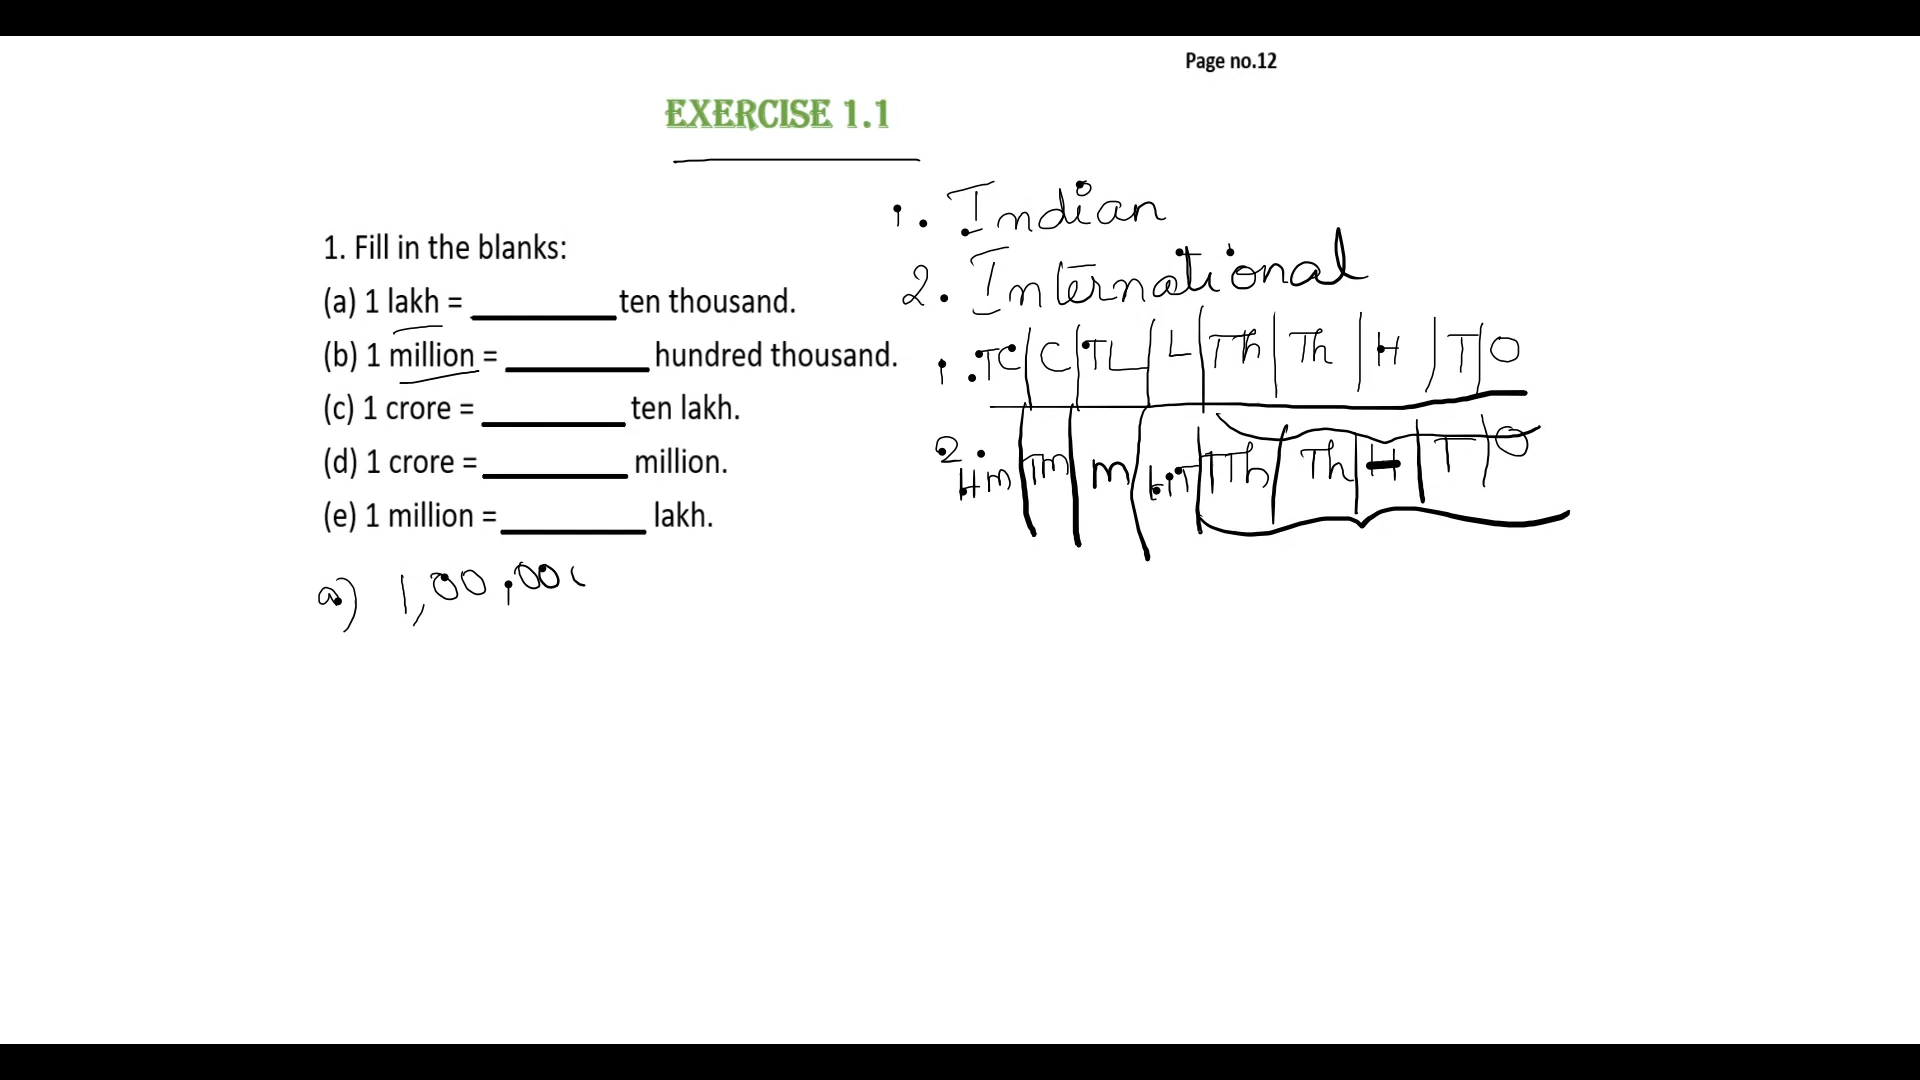 Page no.12
EXERCISE 1.1
1. Indian
1. Fill in the blanks:
2. International
(a) 1 lakh = __________ ten thousand.
(b) 1 million = __________ hundred thousand.
1. TC | C | TL | L | TTh | Th | H | T | O
(c) 1 crore = __________ ten lakh.
(d) 1 crore = __________ million.
2. HM | TM | M | HT | TTh | Th | H | T | O
(e) 1 million = __________ lakh.
a) 1,00,00